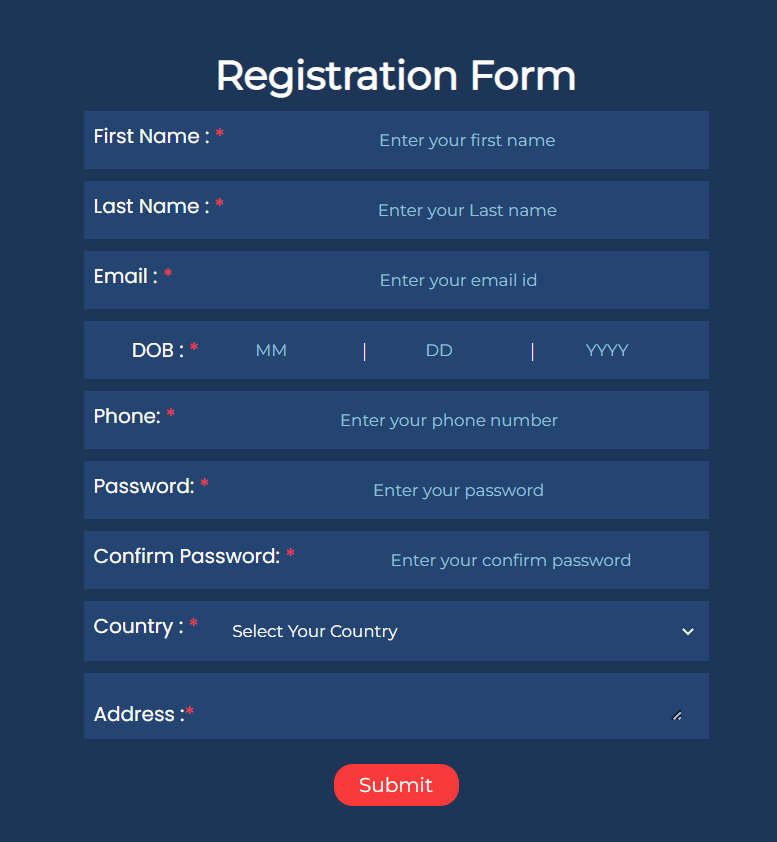 Registration Form
First Name : * Enter your first name
Last Name : * Enter your Last name
Email : * Enter your email id
DOB : * MM | DD | YYYY
Phone: * Enter your phone number
Password: * Enter your password
Confirm Password: * Enter your confirm password
Country : * Select Your Country
Address :*
Submit